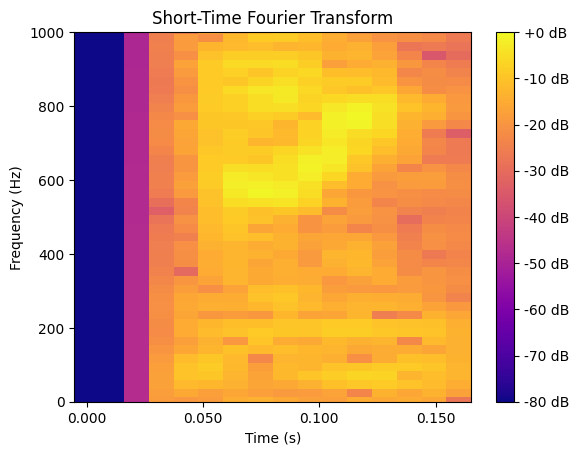 Short-Time Fourier Transform
Frequency (Hz)
1000
800
600
400
200
0
0.000
0.050
0.100
0.150
Time (s)
+0 dB
-10 dB
-20 dB
-30 dB
-40 dB
-50 dB
-60 dB
-70 dB
-80 dB